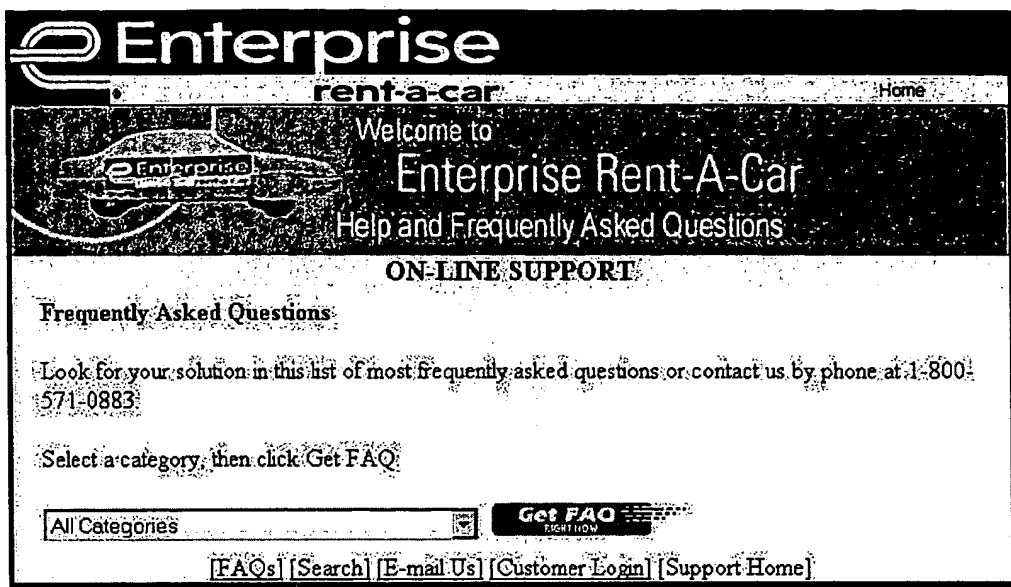 Enterprise
rent-a-car
Home
Enterprise
Welcome to
Enterprise Rent-A-Car
Help and Frequently Asked Questions
ON-LINE SUPPORT
Frequently Asked Questions
Look for your solution in this list of most frequently asked questions or contact us by phone at 1-800-
571-0883
Select a category, then click Get FAQ
All Categories
Get FAQ
RIGHT NOW
[FAQs] [Search] [E-mail Us] [Customer Login] [Support Home]